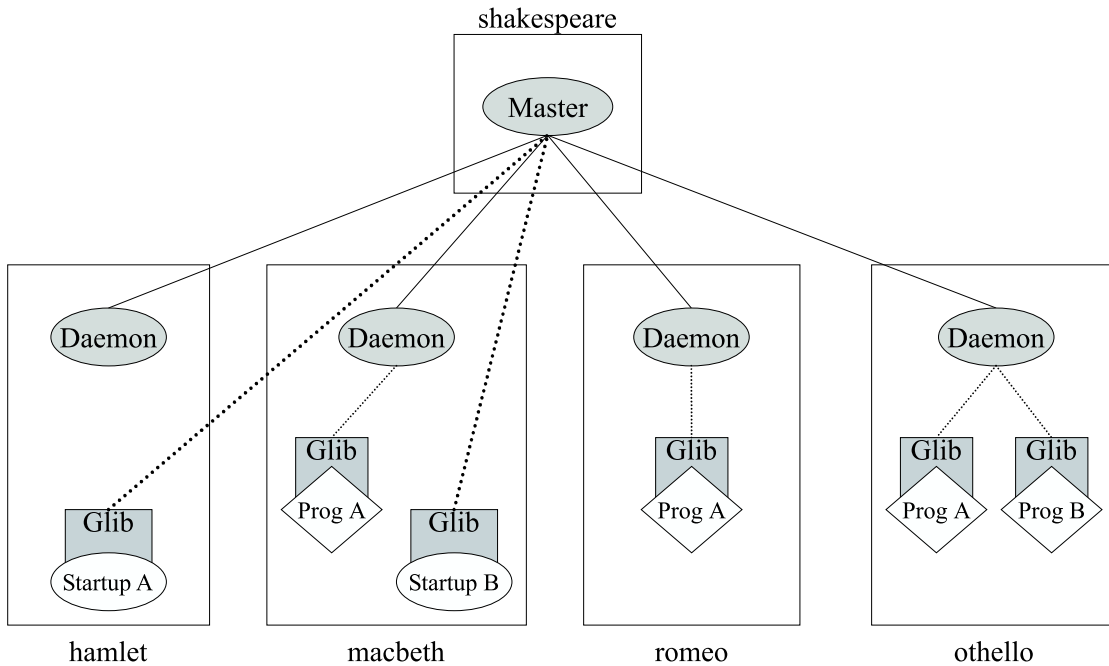 shakespeare
Master
Daemon
Daemon
Daemon
Daemon
Glib
Prog A
Glib
Prog A
Glib
Prog A
Glib
Prog B
Glib
Startup A
Glib
Startup B
hamlet
macbeth
romeo
othello